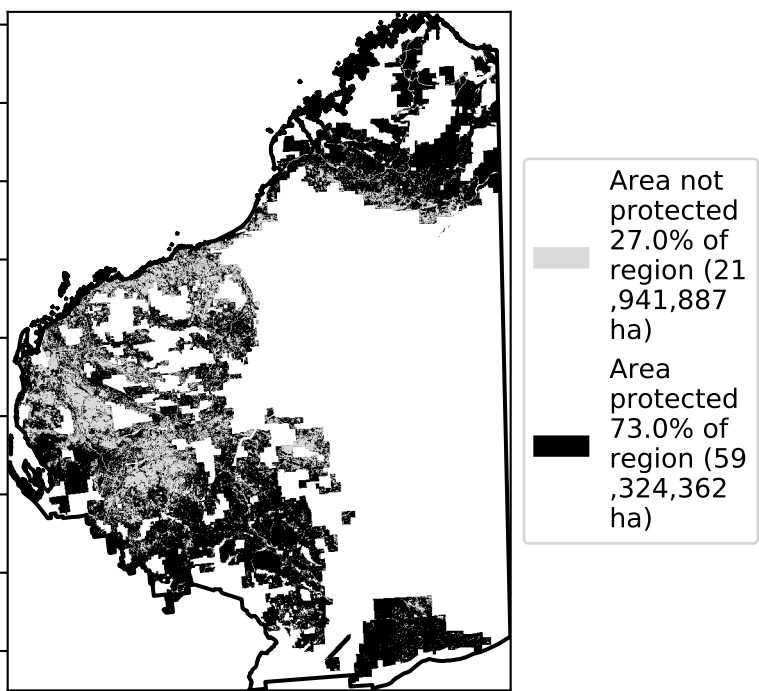 Area not
protected
27.0% of
region (21
,941,887
ha)
Area
protected
73.0% of
region (59
,324,362
ha)